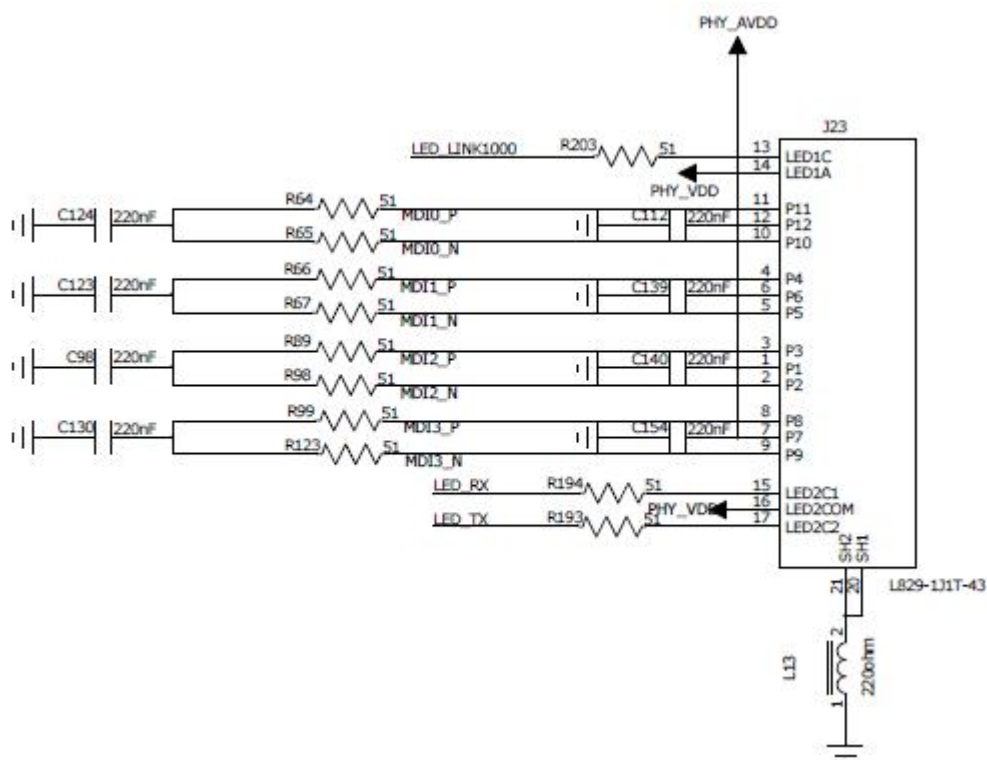 PHY_AVDD
J23
LED_LINK1000 R203 51 13 LED1C
14 LED1A
PHY_VDD
R64 51 MDI0_P 11 P11
C124 220nF C112 220nF 12 P12
R65 51 MDI0_N 10 P10
R66 51 MDI1_P 4 P4
C123 220nF C139 220nF 6 P6
R67 51 MDI1_N 5 P5
R89 51 MDI2_P 3 P3
C98 220nF C140 220nF 1 P1
R98 51 MDI2_N 2 P2
R99 51 MDI3_P 8 P8
C130 220nF C154 220nF 7 P7
R123 51 MDI3_N 9 P9
LED_RX R194 51 15 LED2C1
PHY_VDD 16 LED2COM
LED_TX R193 51 17 LED2C2
SH2 SH1
21 20 L829-1J1T-43
2
L13 220ohm
1